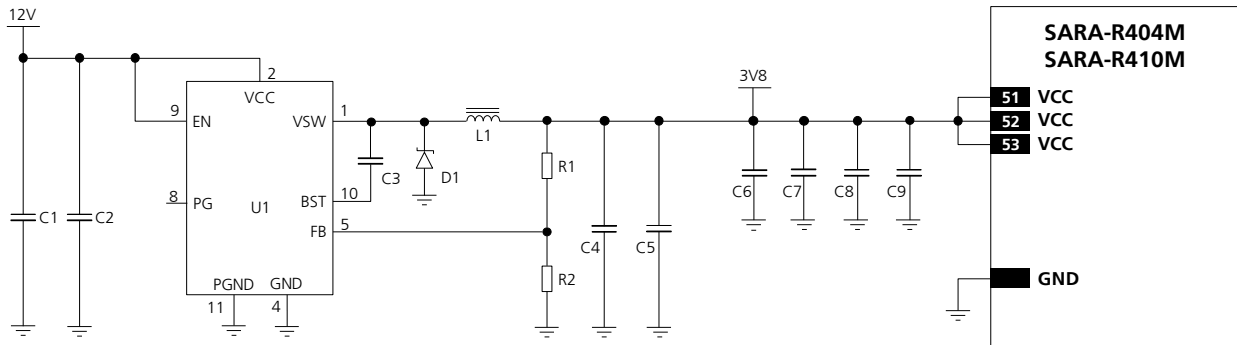 12V
SARA-R404M
SARA-R410M
3V8
2
VCC
9
EN
VSW
1
51
VCC
52
VCC
53
VCC
L1
C3
D1
R1
8
PG
U1
BST
10
C6
C7
C8
C9
C1
C2
FB
5
C4
C5
R2
PGND
GND
11
4
GND